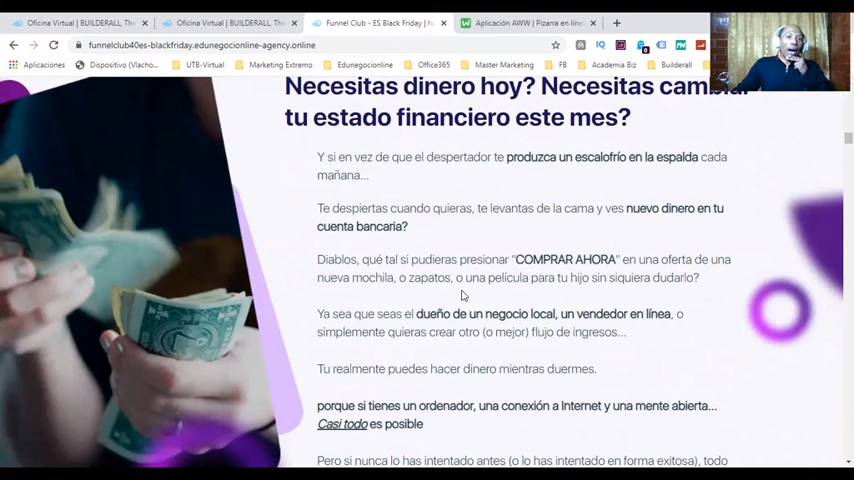 Oficina Virtual | BUILDERALL, The
Oficina Virtual | BUILDERALL, The
Funnel Club - ES Black Friday | h
Aplicación AWW | Pizarra en líne
funnelclub40es-blackfriday.edunegocionline-agency.online
Aplicaciones
Dispositivo (Vlacho...
UTB-Virtual
Marketing Extremo
Edunegocionline
Office365
Master Marketing
FB
Academia Biz
Builderall
Necesitas dinero hoy? Necesitas cambiar
tu estado financiero este mes?
Y si en vez de que el despertador te produzca un escalofrío en la espalda cada
mañana...
Te despiertas cuando quieras, te levantas de la cama y ves nuevo dinero en tu
cuenta bancaria?
Diablos, qué tal si pudieras presionar "COMPRAR AHORA" en una oferta de una
nueva mochila, o zapatos, o una película para tu hijo sin siquiera dudarlo?
Ya sea que seas el dueño de un negocio local, un vendedor en línea, o
simplemente quieras crear otro (o mejor) flujo de ingresos...
Tu realmente puedes hacer dinero mientras duermes.
porque si tienes un ordenador, una conexión a Internet y una mente abierta...
Casi todo es posible
Pero si nunca lo has intentado antes (o lo has intentado en forma exitosa), todo